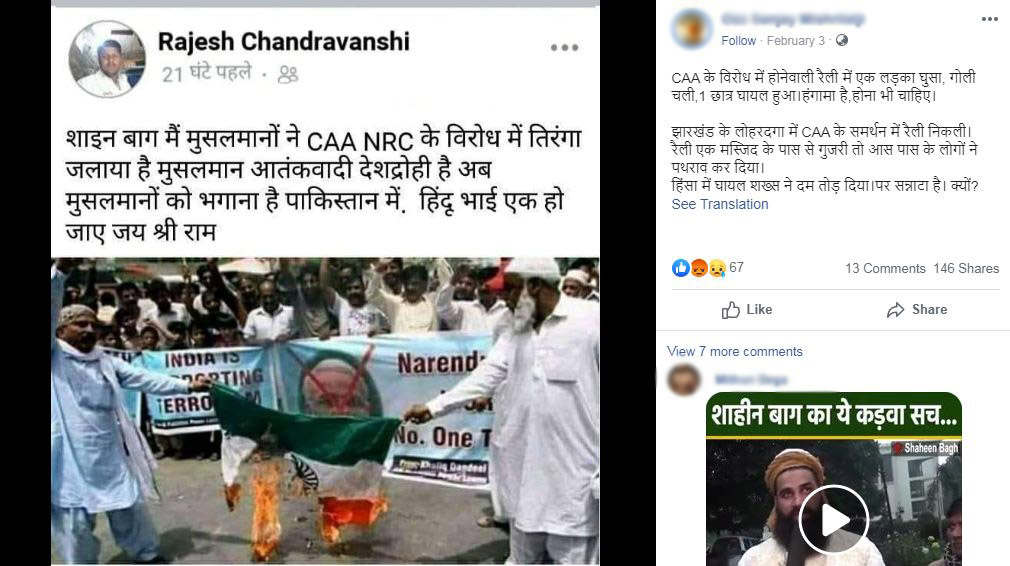 Rajesh Chandravanshi
21 घंटे पहले ·
शाइन बाग मैं मुसलमानों ने CAA NRC के विरोध में तिरंगा
जलाया है मुसलमान आतंकवादी देशद्रोही है अब
मुसलमानों को भगाना है पाकिस्तान में. हिंदू भाई एक हो
जाए जय श्री राम
INDIA IS
TERRO
Narend
No. One T
Follow · February 3 ·
CAA के विरोध में होनेवाली रैली में एक लड़का घुसा, गोली
चली,1 छात्र घायल हुआ।हंगामा है,होना भी चाहिए।
झारखंड के लोहरदगा में CAA के समर्थन में रैली निकली।
रैली एक मस्जिद के पास से गुजरी तो आस पास के लोगों ने
पथराव कर दिया।
हिंसा में घायल शख्स ने दम तोड़ दिया।पर सन्नाटा है। क्यों?
See Translation
67
13 Comments 146 Shares
Like
Share
View 7 more comments
शाहीन बाग का ये कड़वा सच...
Shaheen Bagh